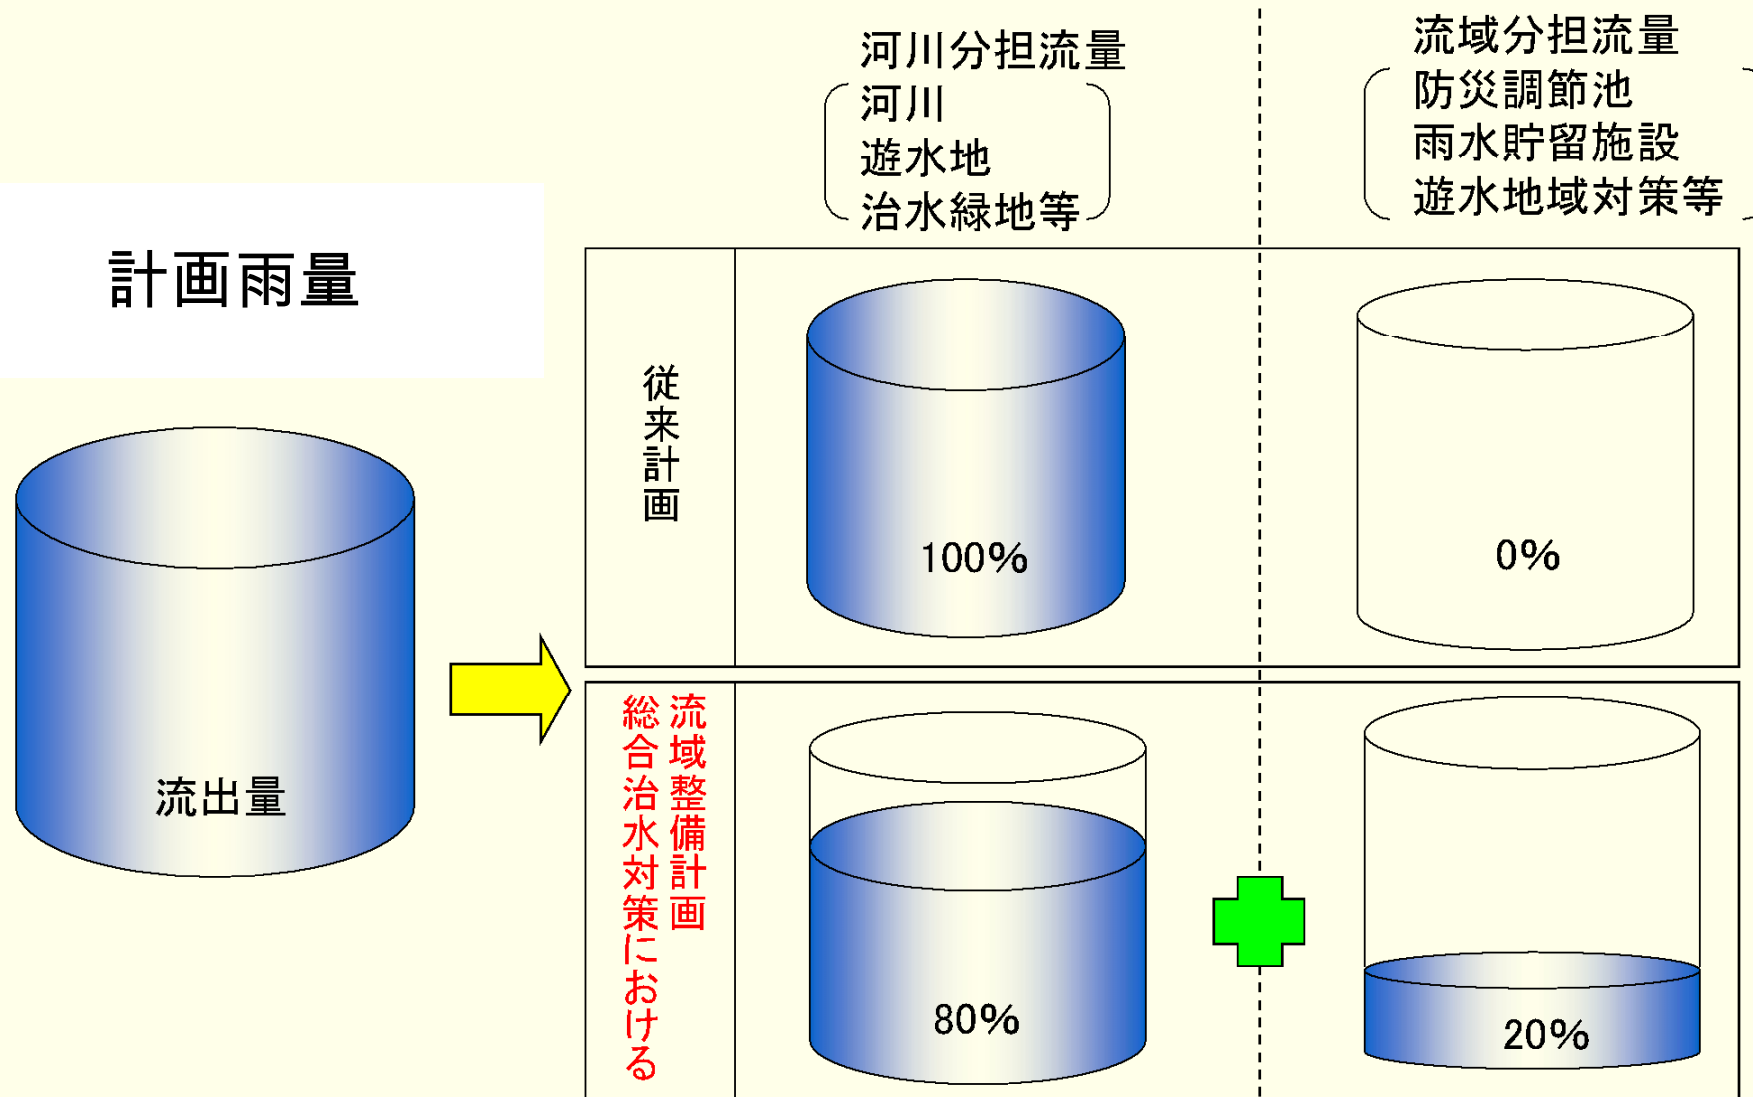 計画雨量
流出量
河川分担流量
河川
遊水地
治水緑地等
流域分担流量
防災調節池
雨水貯留施設
遊水地域対策等
従来計画
100%
0%
流域整備計画
総合治水対策における
80%
20%